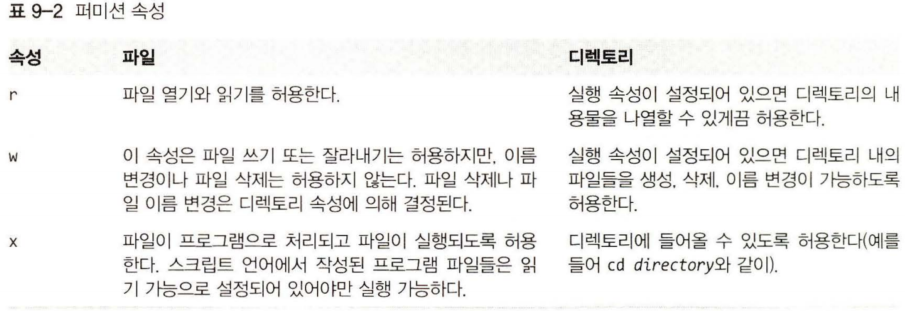 표 9–2 퍼미션 속성
속성 파일 디렉토리
r 파일 열기와 읽기를 허용한다. 실행 속성이 설정되어 있으면 디렉토리의 내
용물을 나열할 수 있게끔 허용한다.
w 이 속성은 파일 쓰기 또는 잘라내기는 허용하지만, 이름 실행 속성이 설정되어 있으면 디렉토리 내의
변경이나 파일 삭제는 허용하지 않는다. 파일 삭제나 파 파일들을 생성, 삭제, 이름 변경이 가능하도록
일 이름 변경은 디렉토리 속성에 의해 결정된다. 허용한다.
x 파일이 프로그램으로 처리되고 파일이 실행되도록 허용 디렉토리에 들어올 수 있도록 허용한다(예를
한다. 스크립트 언어에서 작성된 프로그램 파일들은 읽 들어 cd directory와 같이).
기 가능으로 설정되어 있어야만 실행 가능하다.